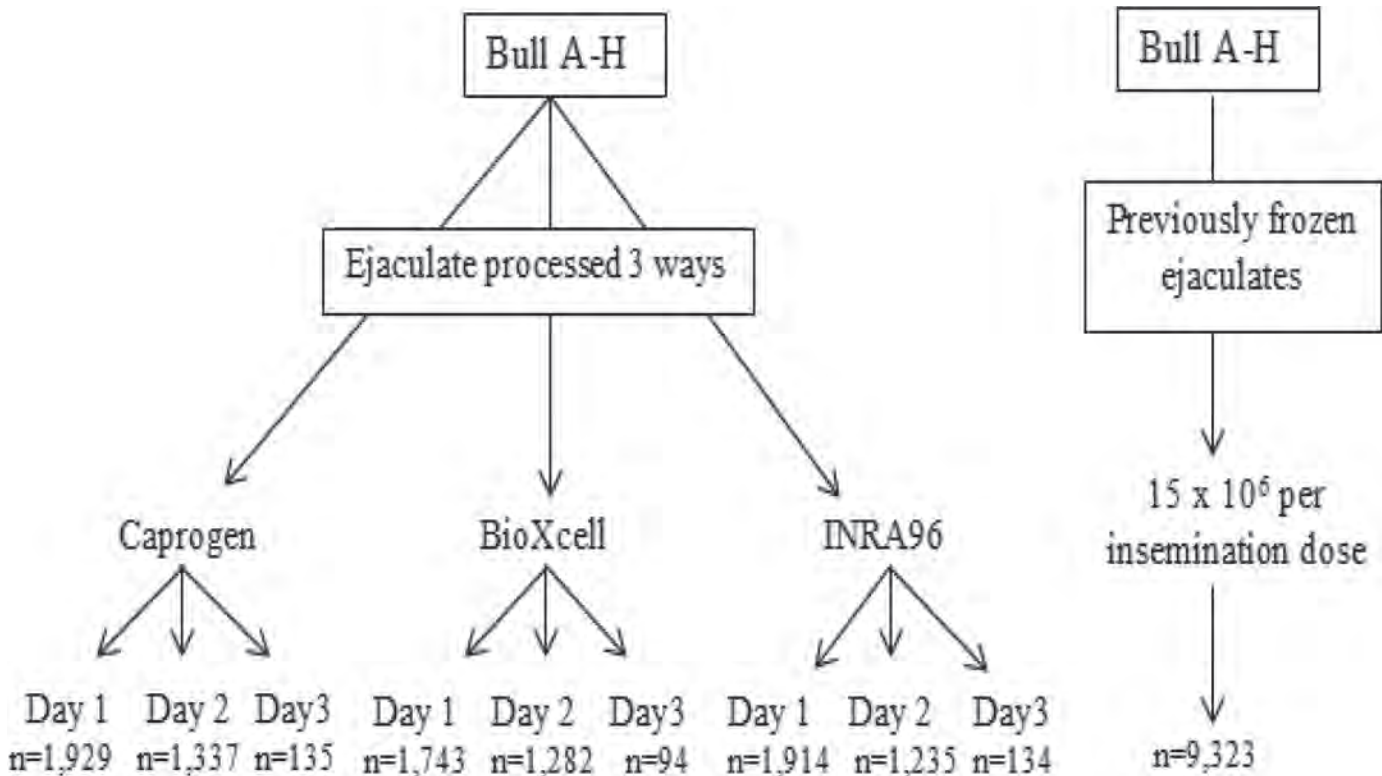 Bull A-H
Ejaculate processed 3 ways
Caprogen
Day 1 Day 2 Day3
n=1,929 n=1,337 n=135
BioXcell
Day 1 Day 2 Day3
n=1,743 n=1,282 n=94
INRA96
Day 1 Day 2 Day3
n=1,914 n=1,235 n=134
Bull A-H
Previously frozen
ejaculates
15 x 10⁶ per
insemination dose
n=9,323